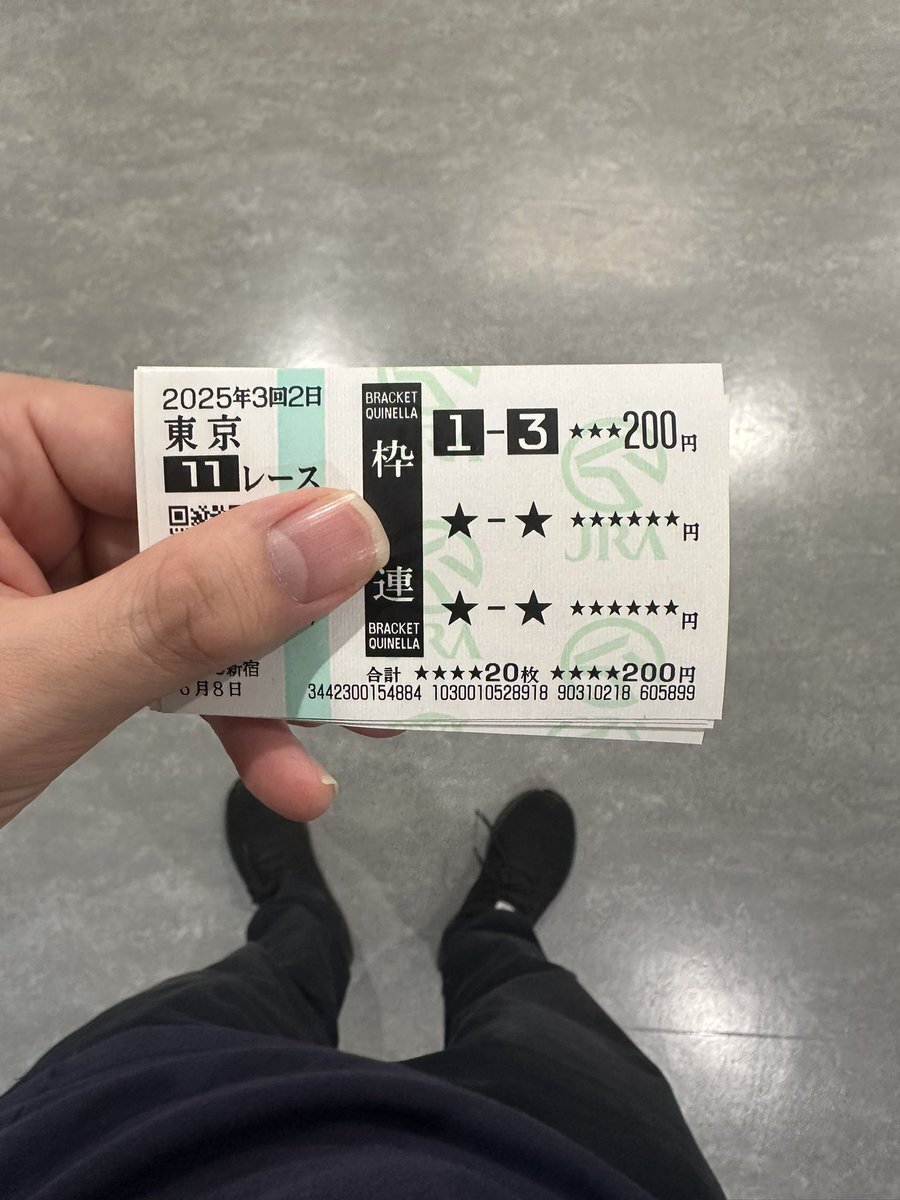 2025年3回2日
東京
11レース
BRACKET
QUINELLA
枠
連
BRACKET
QUINELLA
1-3 ★★★200円
★-★ ★★★★★★円
★-★ ★★★★★★円
JRA
新宿
6月8日
合計 ★★★★20枚 ★★★★200円
3442300154884 1030010528918 90310218 605899